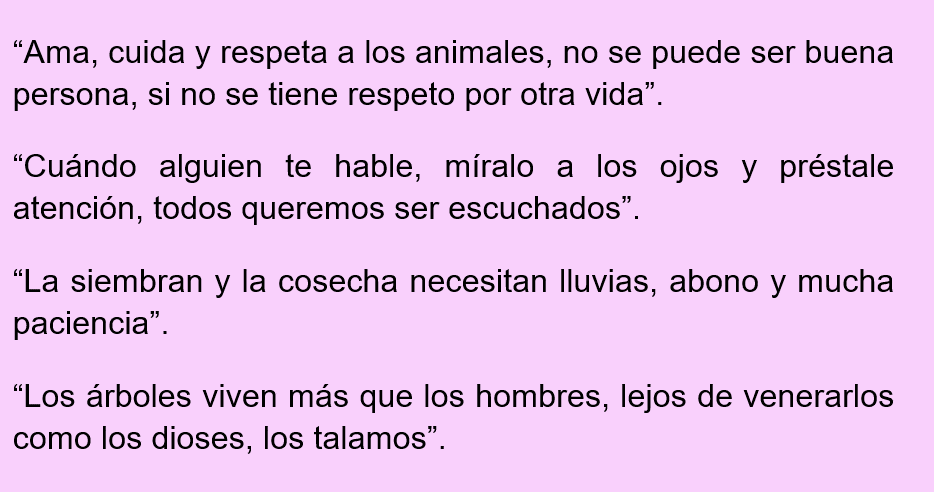 “Ama, cuida y respeta a los animales, no se puede ser buena
persona, si no se tiene respeto por otra vida”.
“Cuándo alguien te hable, míralo a los ojos y préstale
atención, todos queremos ser escuchados”.
“La siembran y la cosecha necesitan lluvias, abono y mucha
paciencia”.
“Los árboles viven más que los hombres, lejos de venerarlos
como los dioses, los talamos”.